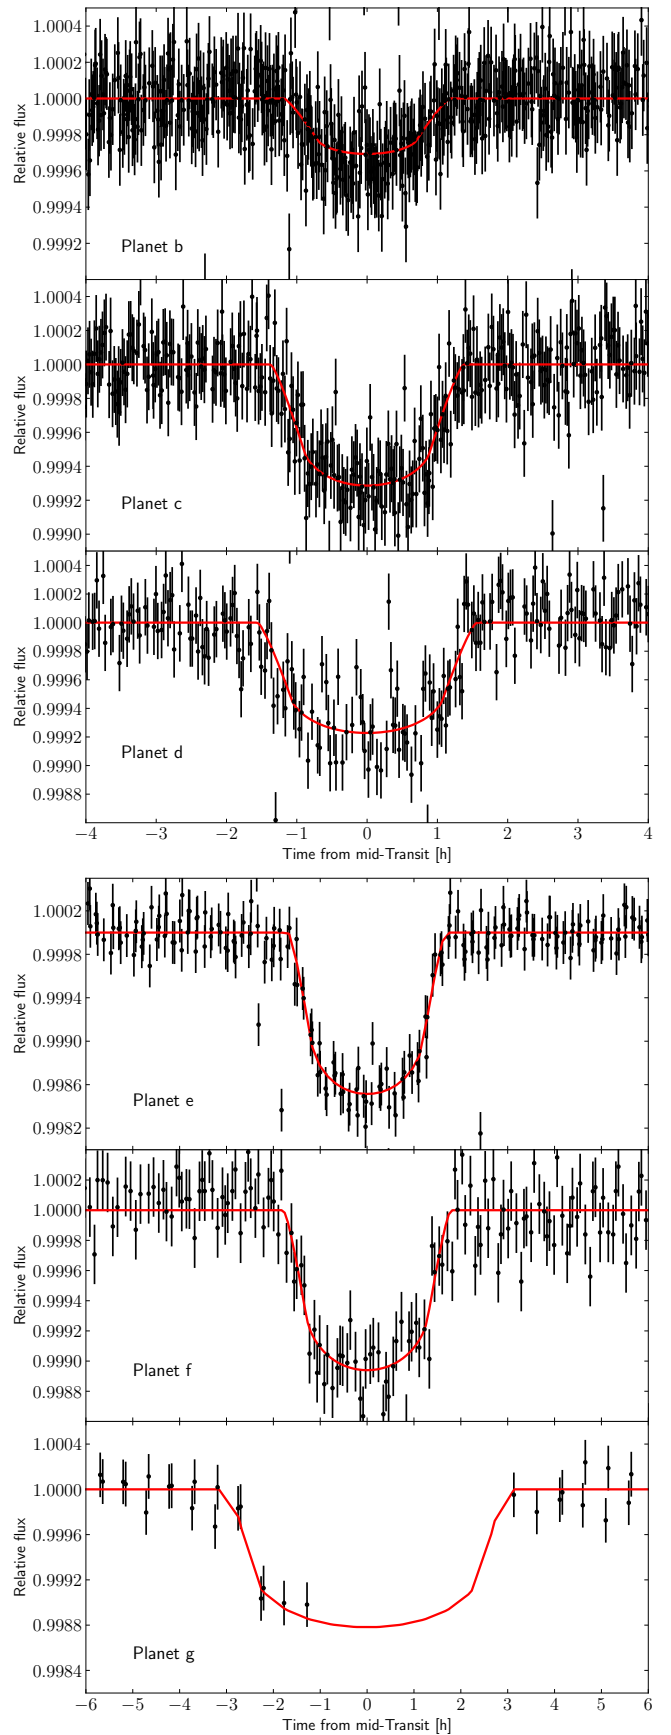 1.0004
1.0002
1.0000
0.9998
0.9996
0.9994
0.9992
Relative flux
Planet b
1.0004
1.0002
1.0000
0.9998
0.9996
0.9994
0.9992
0.9990
Relative flux
Planet c
1.0004
1.0002
1.0000
0.9998
0.9996
0.9994
0.9992
0.9990
0.9988
Relative flux
Planet d
−4 −3 −2 −1 0 1 2 3 4
Time from mid-Transit [h]
1.0002
0.9998
0.9994
0.9990
0.9986
0.9982
Relative flux
Planet e
1.0002
1.0000
0.9998
0.9996
0.9994
0.9992
0.9990
0.9988
Relative flux
Planet f
1.0004
1.0000
0.9996
0.9992
0.9988
0.9984
Relative flux
Planet g
−6 −5 −4 −3 −2 −1 0 1 2 3 4 5 6
Time from mid-Transit [h]